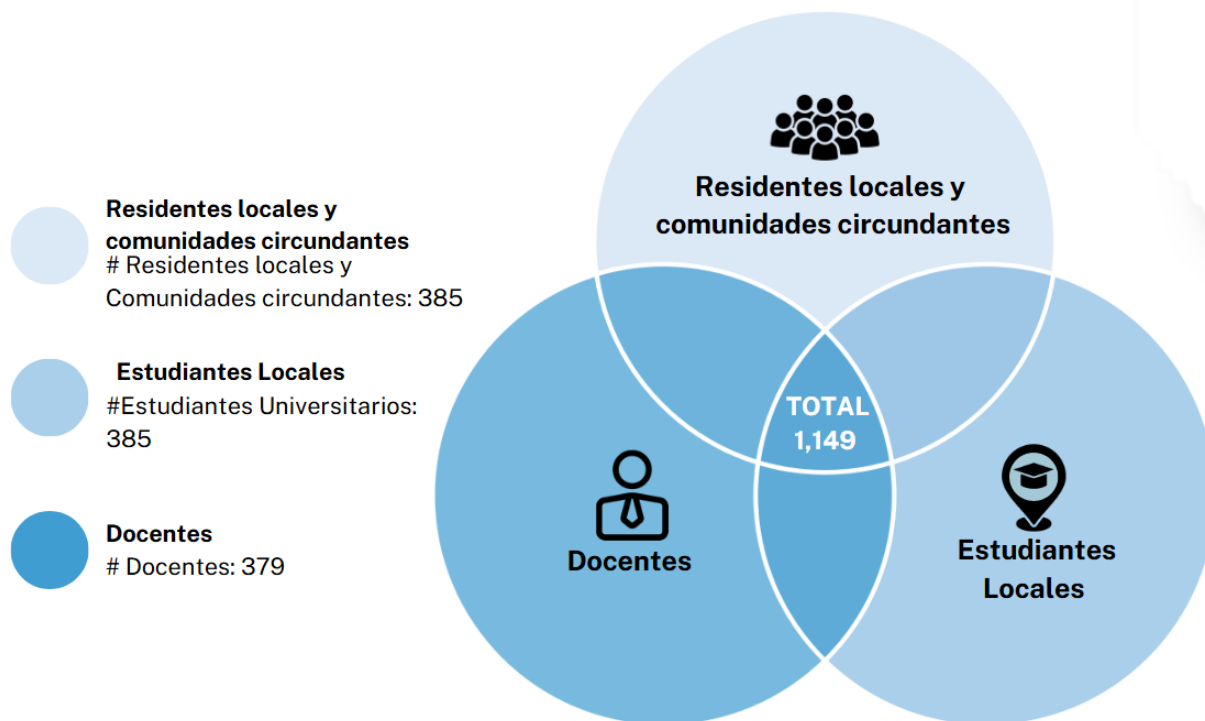 Residentes locales y
comunidades circundantes
# Residentes locales y
Comunidades circundantes: 385
Estudiantes Locales
#Estudiantes Universitarios:
385
Docentes
# Docentes: 379
Residentes locales y
comunidades circundantes
TOTAL
1,149
Docentes
Estudiantes
Locales